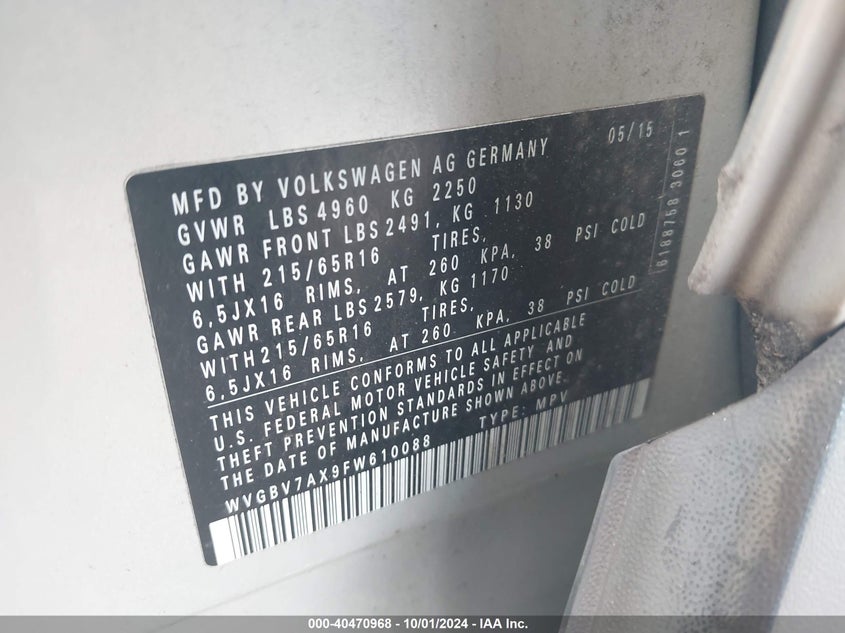 MFD BY VOLKSWAGEN AG GERMANY 05/15
GVWR LBS 4960 KG 2250
GAWR FRONT LBS 2491, KG 1130
WITH 215/65R16 TIRES,
6,5JX16 RIMS, AT 260 KPA, 38 PSI COLD
GAWR REAR LBS 2579, KG 1170
WITH 215/65R16 TIRES,
6,5JX16 RIMS, AT 260 KPA, 38 PSI COLD
THIS VEHICLE CONFORMS TO ALL APPLICABLE
U.S. FEDERAL MOTOR VEHICLE SAFETY AND
THEFT PREVENTION STANDARDS IN EFFECT ON
THE DATE OF MANUFACTURE SHOWN ABOVE.
WVGBV7AX9FW610088 TYPE: MPV
6188758 30601
000-40470968 - 10/01/2024 - IAA Inc.